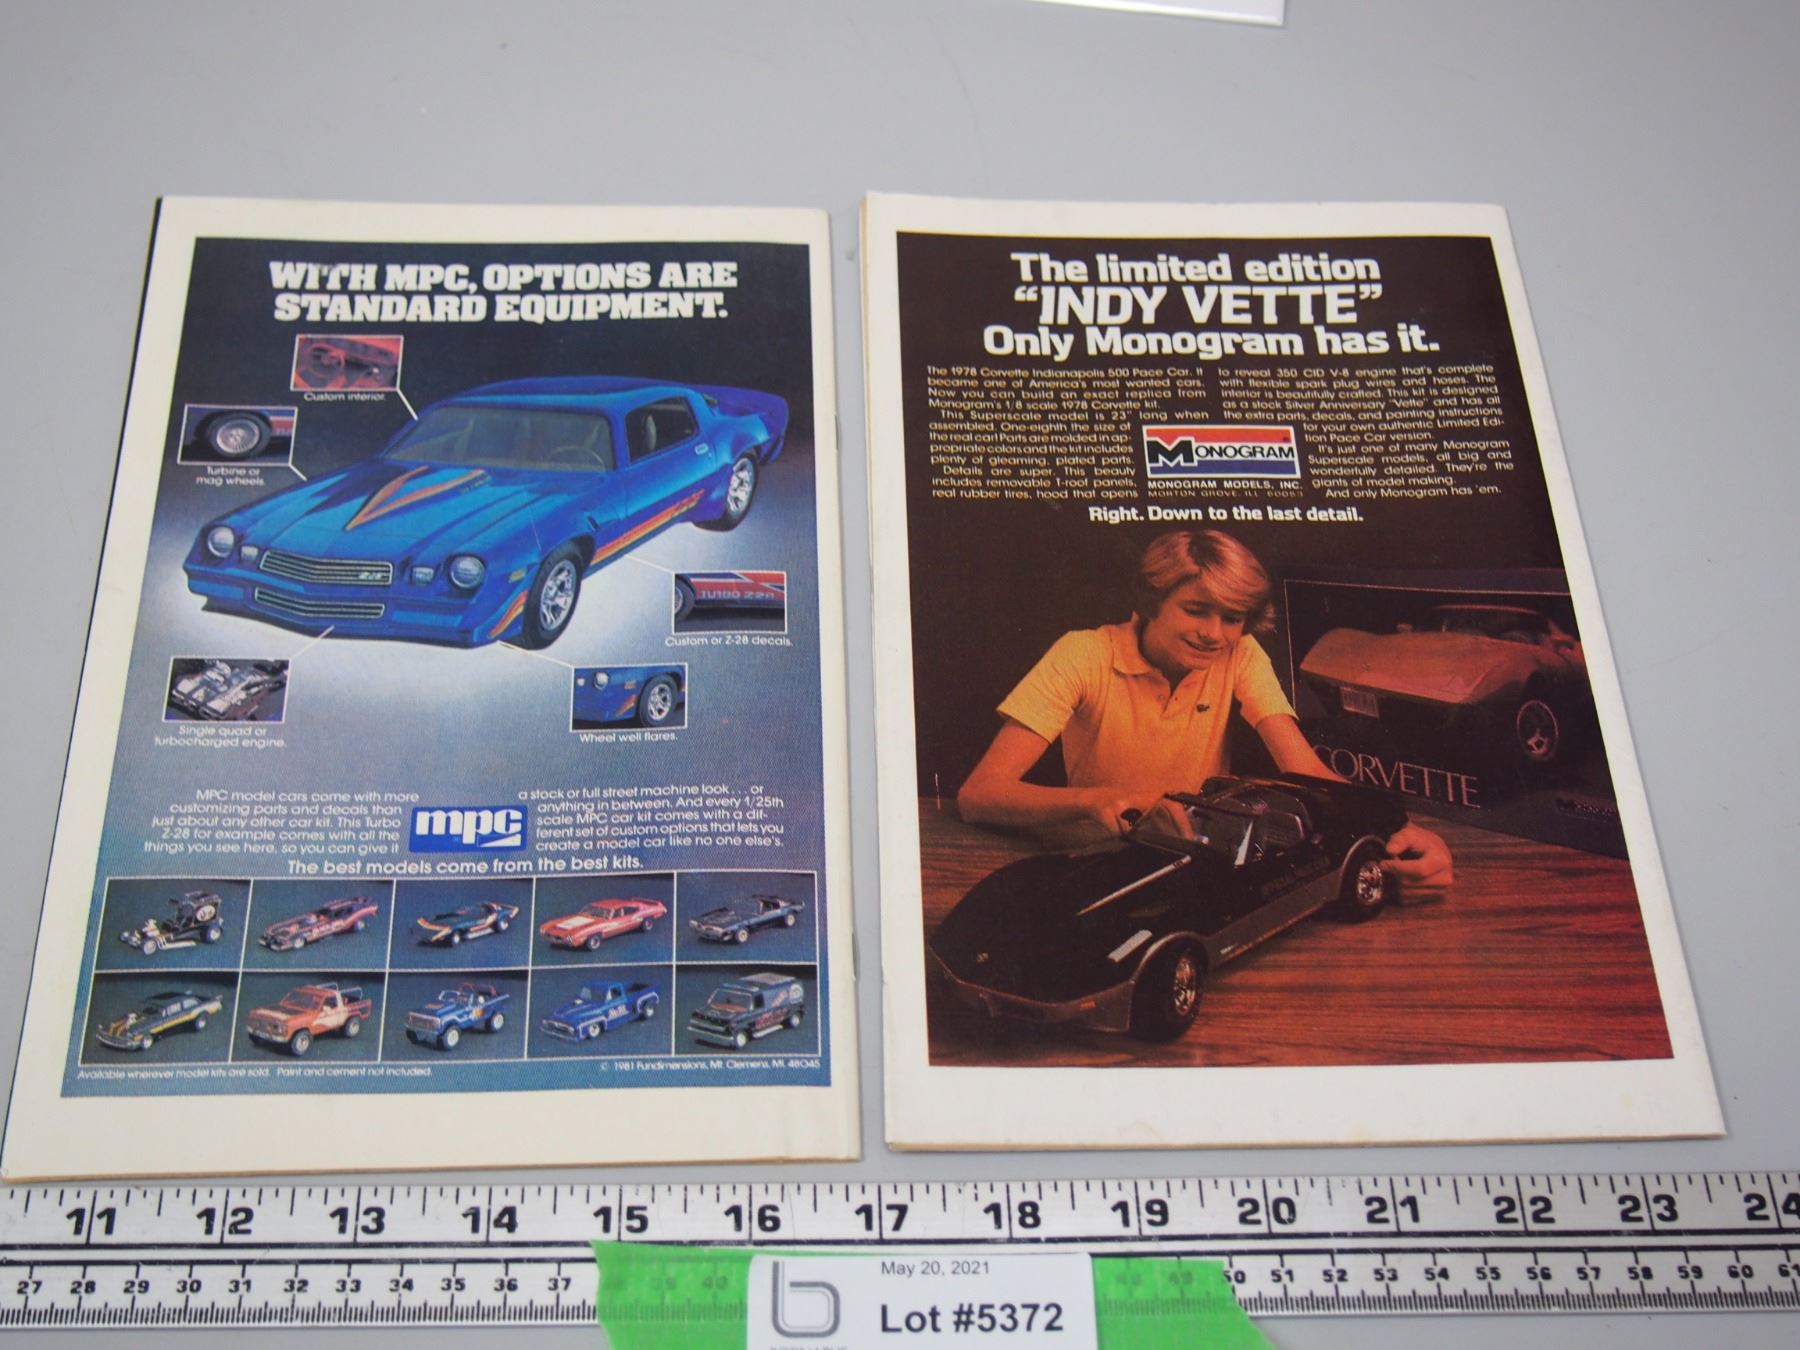 WITH MPC, OPTIONS ARE
STANDARD EQUIPMENT.
Custom interior.
Turbine or
mag wheels.
Custom or Z-28 decals.
Single quad or
turbocharged engine.
Wheel well flares.
MPC model cars come with more
customizing parts and decals than
just about any other car kit. This Turbo
Z-28 for example comes with all the
things you see here, so you can give it
mpc
a stock or full street machine look . . . or
anything in between. And every 1/25th
scale MPC car kit comes with a dif-
ferent set of custom options that lets you
create a model car like no one else's.
The best models come from the best kits.
Available wherever model kits are sold. Paint and cement not included.
© 1981 Fundimensions, Mt. Clemens, MI. 48045
The limited edition
“INDY VETTE”
Only Monogram has it.
The 1978 Corvette Indianapolis 500 Pace Car. It
became one of America's most wanted cars.
Now you can build an exact replica from
Monogram's 1/8 scale 1978 Corvette kit.
This Superscale model is 23" long when
assembled. One-eighth the size of
the real car! Parts are molded in ap-
propriate colors and the kit includes
plenty of gleaming, plated parts.
Details are super. This beauty
includes removable T-roof panels,
real rubber tires, hood that opens
to reveal 350 CID V-8 engine that's complete
with flexible spark plug wires and hoses. The
interior is beautifully crafted. This kit is designed
as a stock Silver Anniversary "Vette" and has all
the extra parts, decals, and painting instructions
for your own authentic Limited Edi-
tion Pace Car version.
It's just one of many Monogram
Superscale models, all big and
wonderfully detailed. They're the
giants of model making.
And only Monogram has 'em.
MONOGRAM
MONOGRAM MODELS, INC.
MORTON GROVE, ILL. 60053
Right. Down to the last detail.
CORVETTE
11 12 13 14 15 16 17 18 19 20 21 22 23 24
27 28 29 30 31 32 33 34 35 36 37 38 39 40 48 49 50 51 52 53 54 55 56 57 58 59 60 61
May 20, 2021
b
Lot #5372